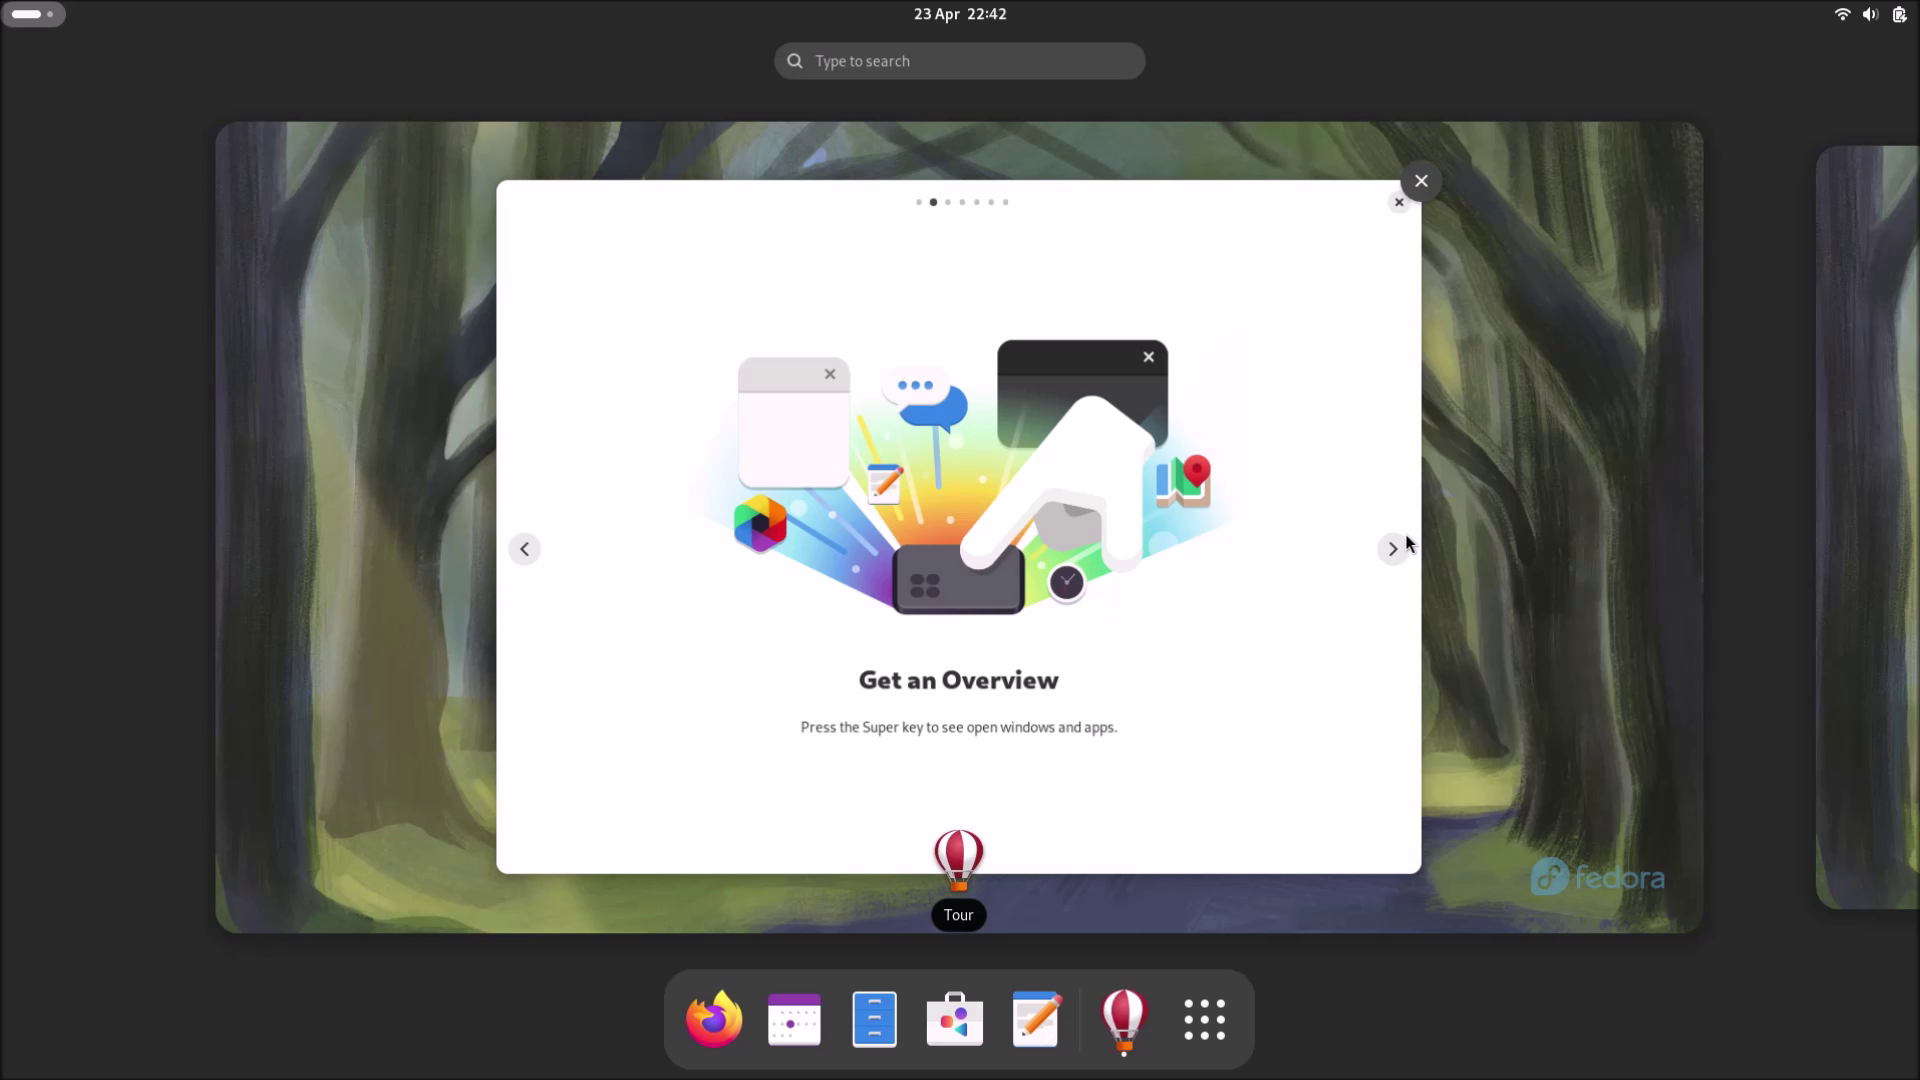 23 Apr 22:42
Type to search
Get an Overview
Press the Super key to see open windows and apps.
fedora
Tour